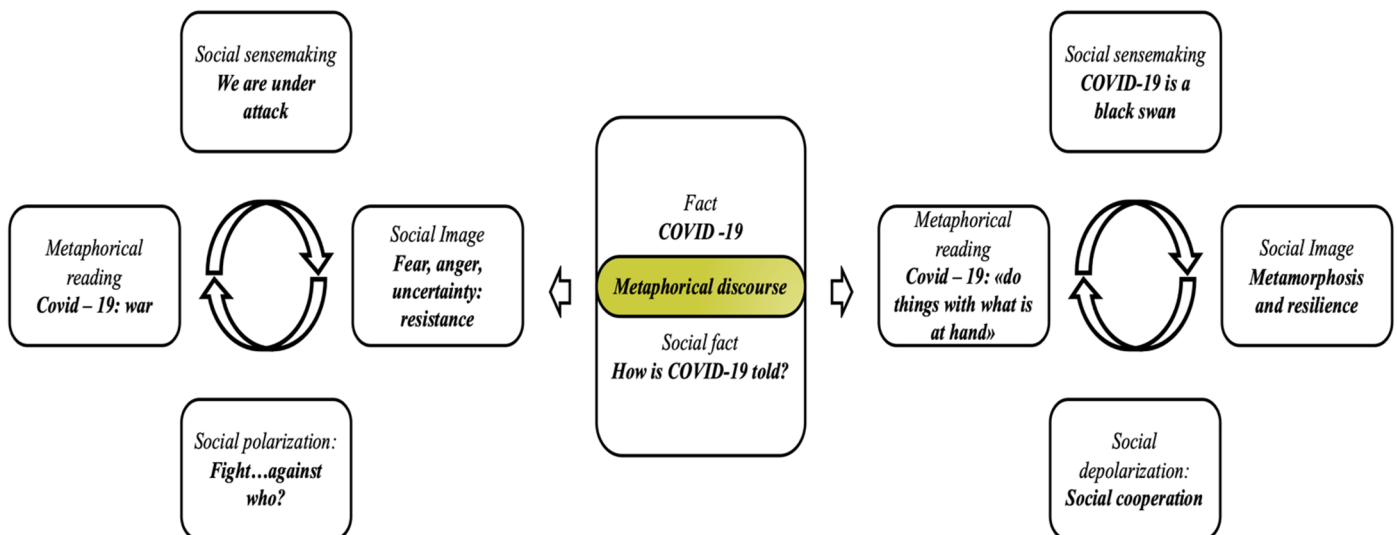 Social sensemaking
We are under
attack
Metaphorical
reading
Covid – 19: war
Social Image
Fear, anger,
uncertainty:
resistance
Social polarization:
Fight…against
who?
Fact
COVID -19
Metaphorical discourse
Social fact
How is COVID-19 told?
Social sensemaking
COVID-19 is a
black swan
Metaphorical
reading
Covid – 19: «do
things with what is
at hand»
Social Image
Metamorphosis
and resilience
Social
depolarization:
Social cooperation